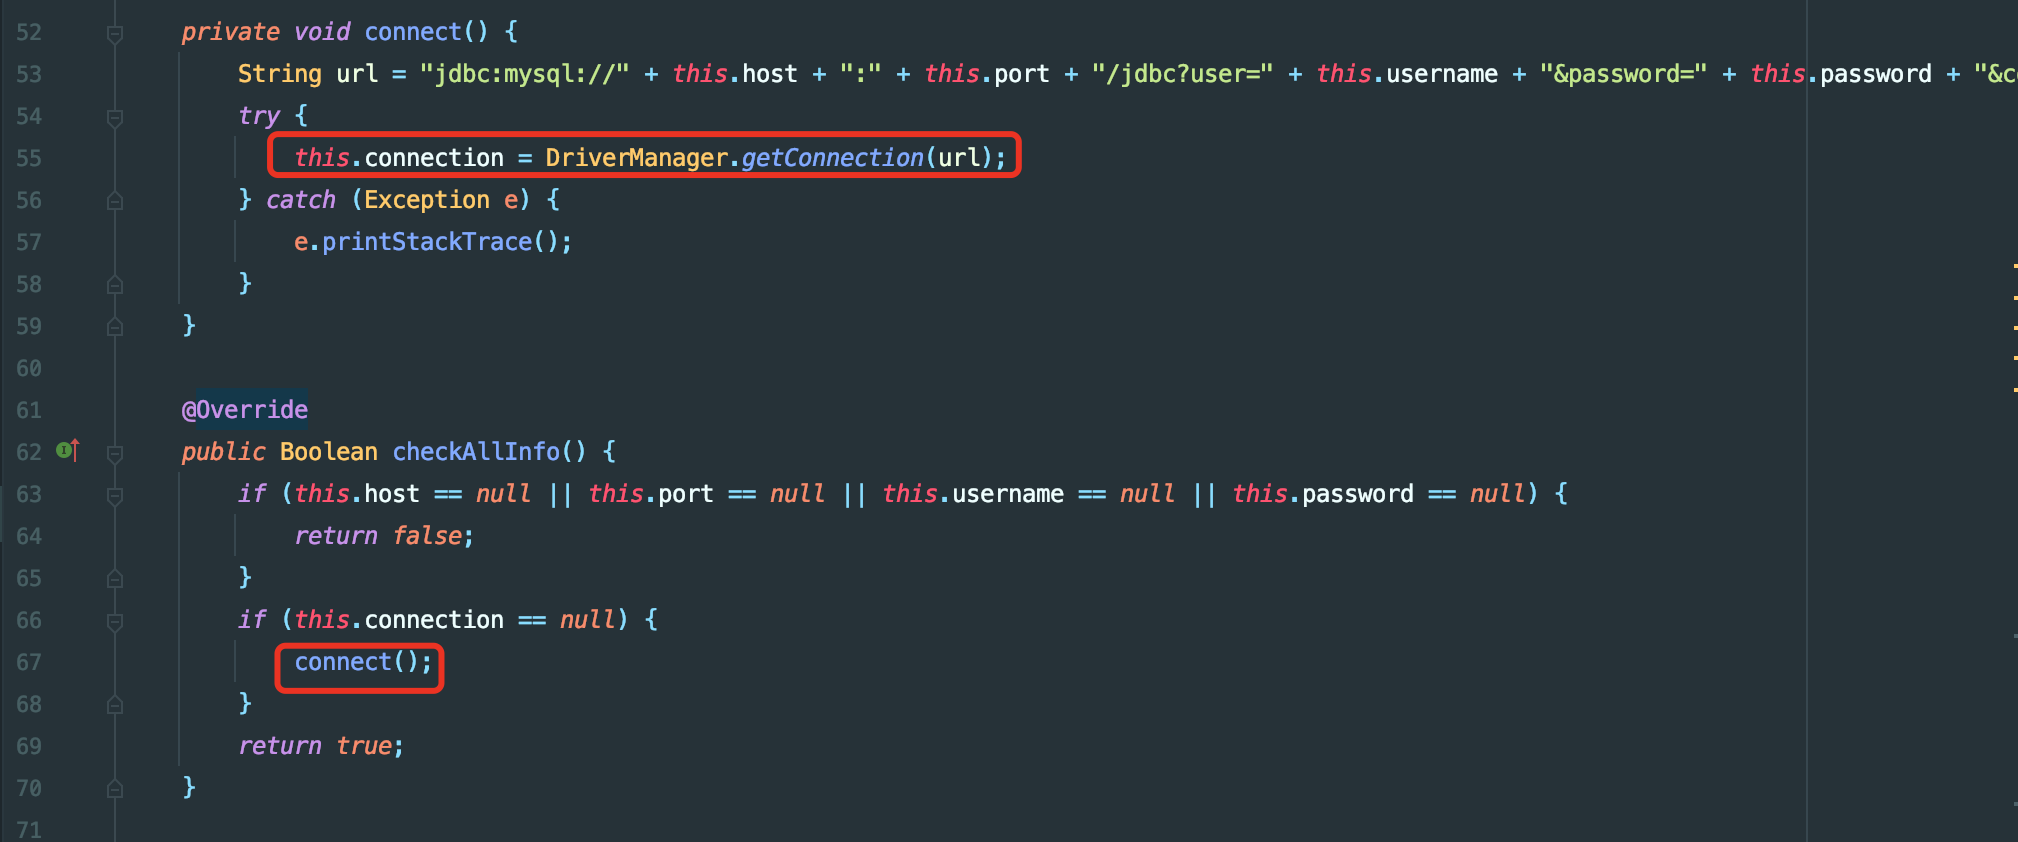 52 private void connect() {
53 String url = "jdbc:mysql://" + this.host + ":" + this.port + "/jdbc?user=" + this.username + "&password=" + this.password + "&c
54 try {
55 this.connection = DriverManager.getConnection(url);
56 } catch (Exception e) {
57 e.printStackTrace();
58 }
59 }
60
61 @Override
62 public Boolean checkAllInfo() {
63 if (this.host == null || this.port == null || this.username == null || this.password == null) {
64 return false;
65 }
66 if (this.connection == null) {
67 connect();
68 }
69 return true;
70 }
71